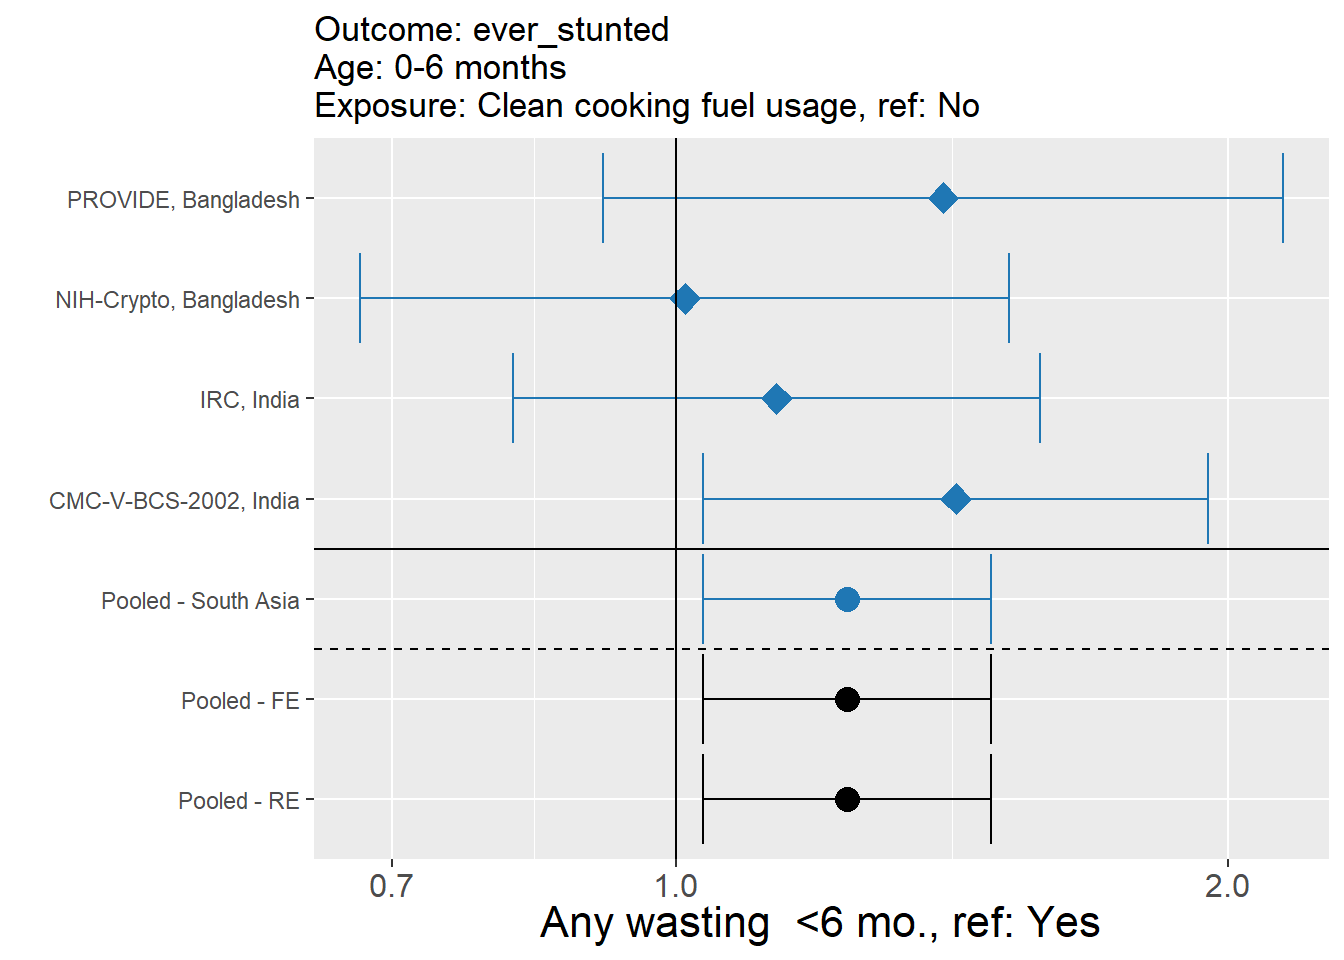 Outcome: ever_stunted
Age: 0-6 months
Exposure: Clean cooking fuel usage, ref: No
PROVIDE, Bangladesh
NIH-Crypto, Bangladesh
IRC, India
CMC-V-BCS-2002, India
Pooled - South Asia
Pooled - FE
Pooled - RE
0.7 1.0 2.0
Any wasting  <6 mo., ref: Yes